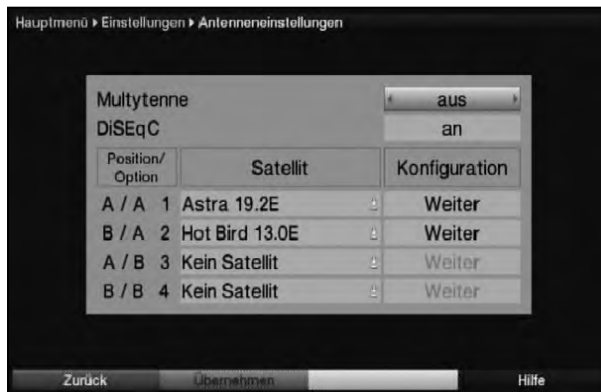 Hauptmenü ▸ Einstellungen ▸ Antenneneinstellungen
Multytenne aus
DiSEqC an
Position/
Option Satellit Konfiguration
A / A 1 Astra 19.2E Weiter
B / A 2 Hot Bird 13.0E Weiter
A / B 3 Kein Satellit Weiter
B / B 4 Kein Satellit Weiter
Zurück Übernehmen Hilfe